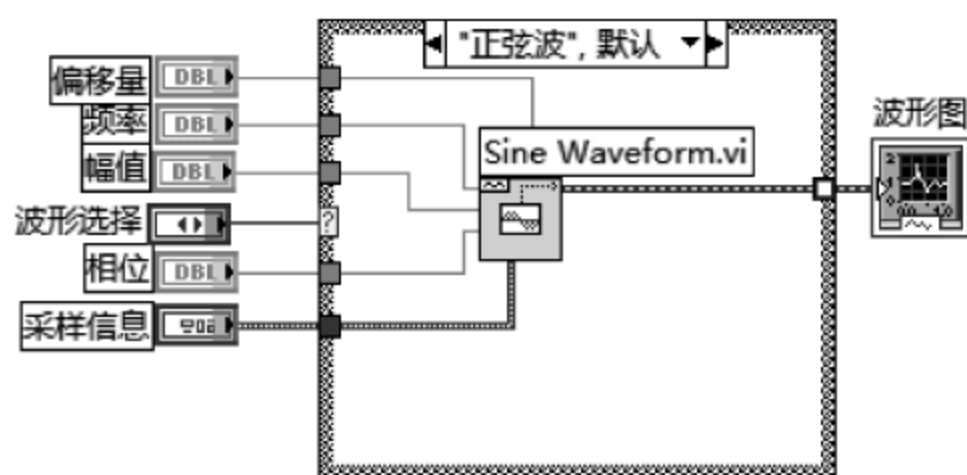 "正弦波", 默认
偏移量
DBL
频率
DBL
幅值
DBL
Sine Waveform.vi
波形图
波形选择
?
相位
DBL
采样信息